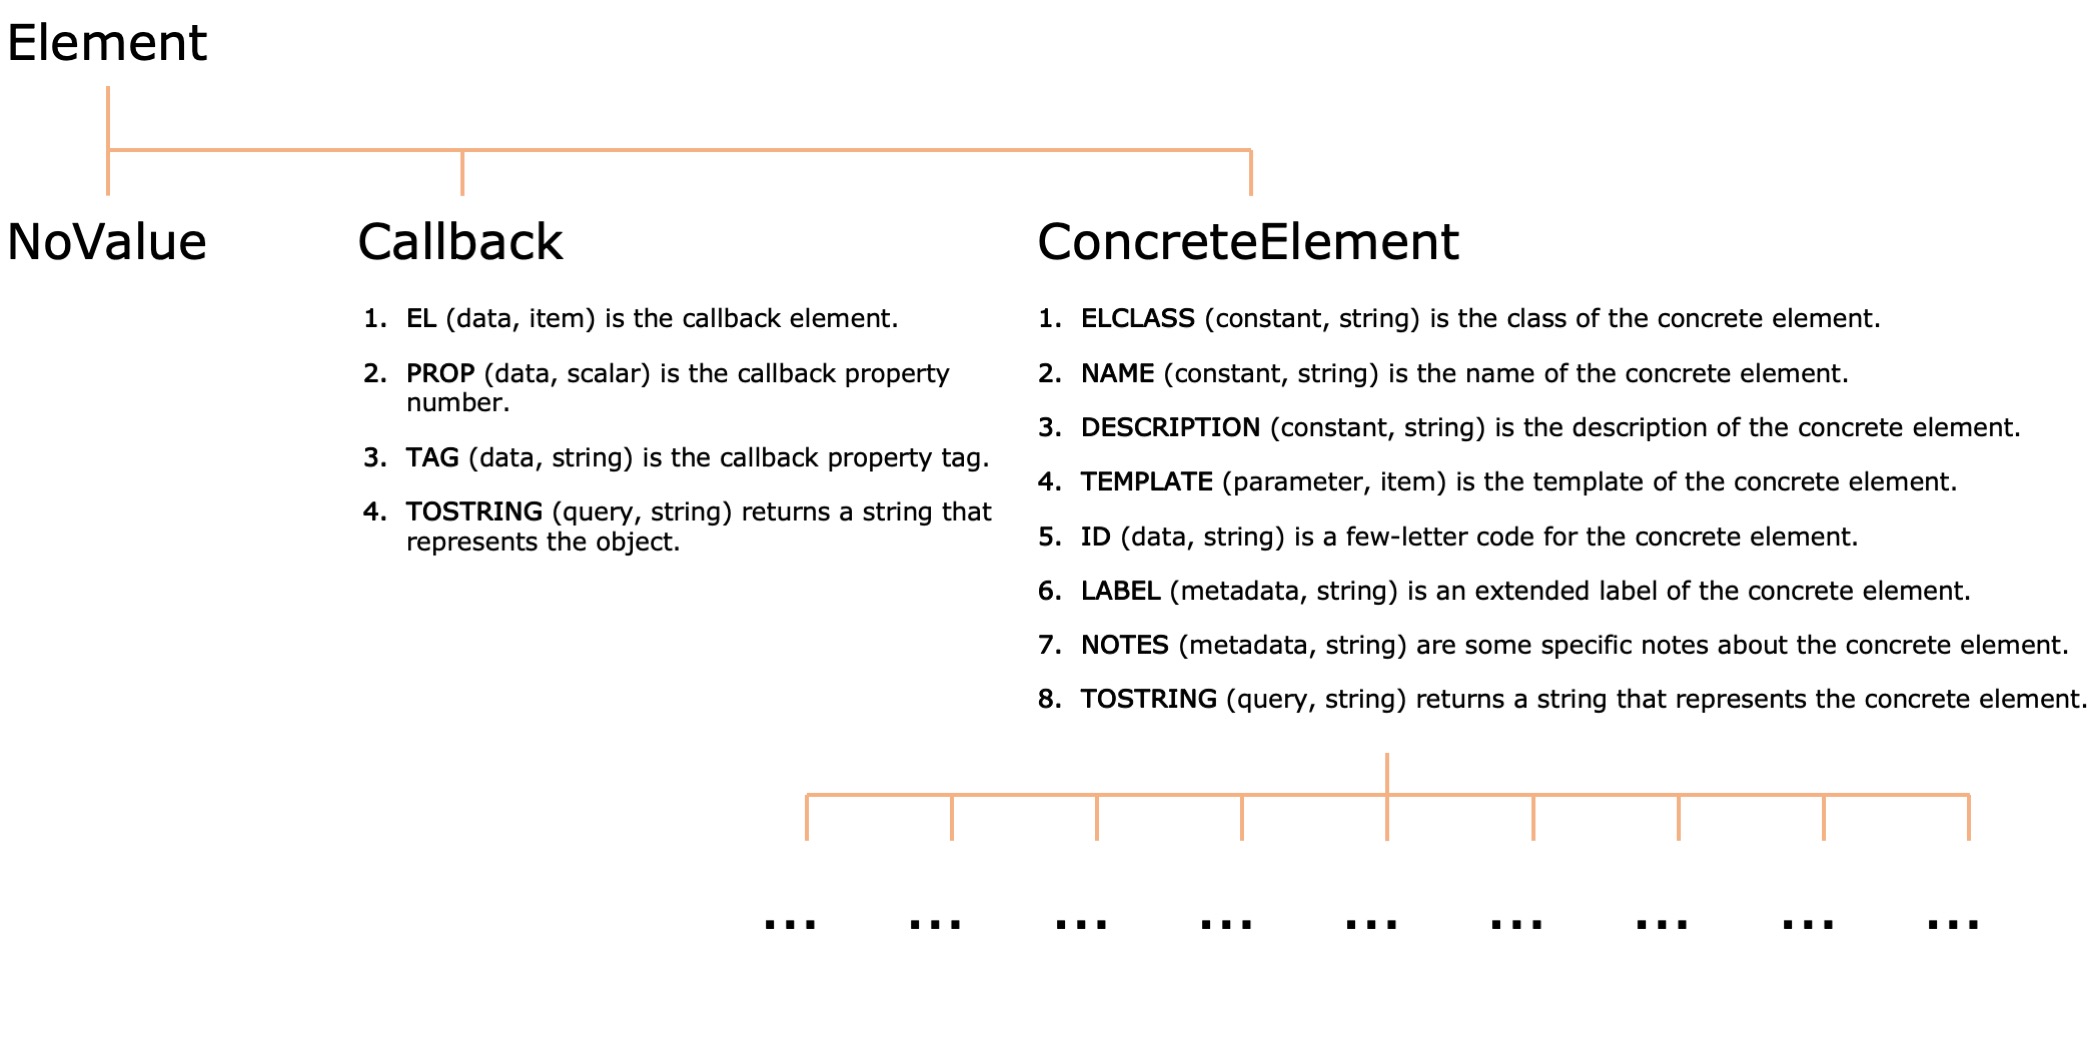 Element
NoValue
Callback
1. EL (data, item) is the callback element.
2. PROP (data, scalar) is the callback property
number.
3. TAG (data, string) is the callback property tag.
4. TOSTRING (query, string) returns a string that
represents the object.
ConcreteElement
1. ELCLASS (constant, string) is the class of the concrete element.
2. NAME (constant, string) is the name of the concrete element.
3. DESCRIPTION (constant, string) is the description of the concrete element.
4. TEMPLATE (parameter, item) is the template of the concrete element.
5. ID (data, string) is a few-letter code for the concrete element.
6. LABEL (metadata, string) is an extended label of the concrete element.
7. NOTES (metadata, string) are some specific notes about the concrete element.
8. TOSTRING (query, string) returns a string that represents the concrete element.
... ... ... ... ... ... ... ... ...